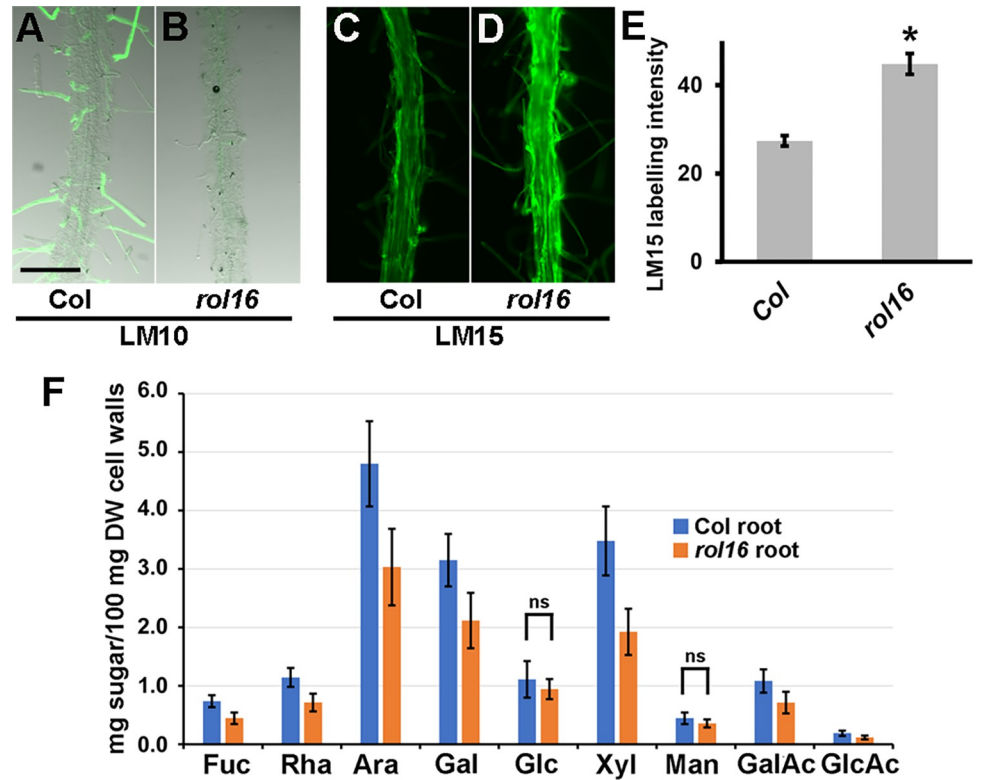 A
B
C
D
E
Col
rol16
LM10
Col
rol16
LM15
LM15 labelling intensity
40
20
0
*
Col
rol16
F
mg sugar/100 mg DW cell walls
6.0
5.0
4.0
3.0
2.0
1.0
0.0
ns
ns
Col root
rol16 root
Fuc Rha Ara Gal Glc Xyl Man GalAc GlcAc